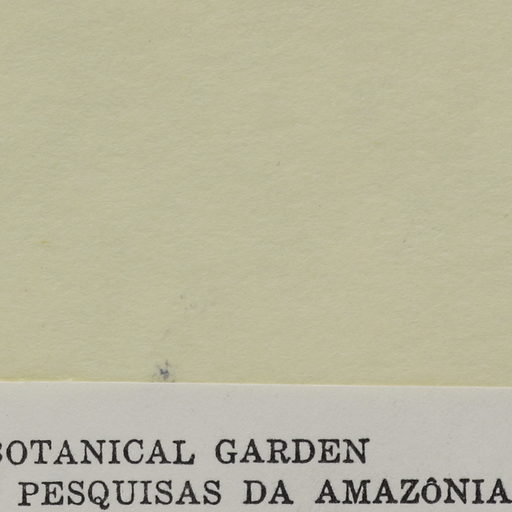 BOTANICAL GARDEN
PESQUISAS DA AMAZÔNIA